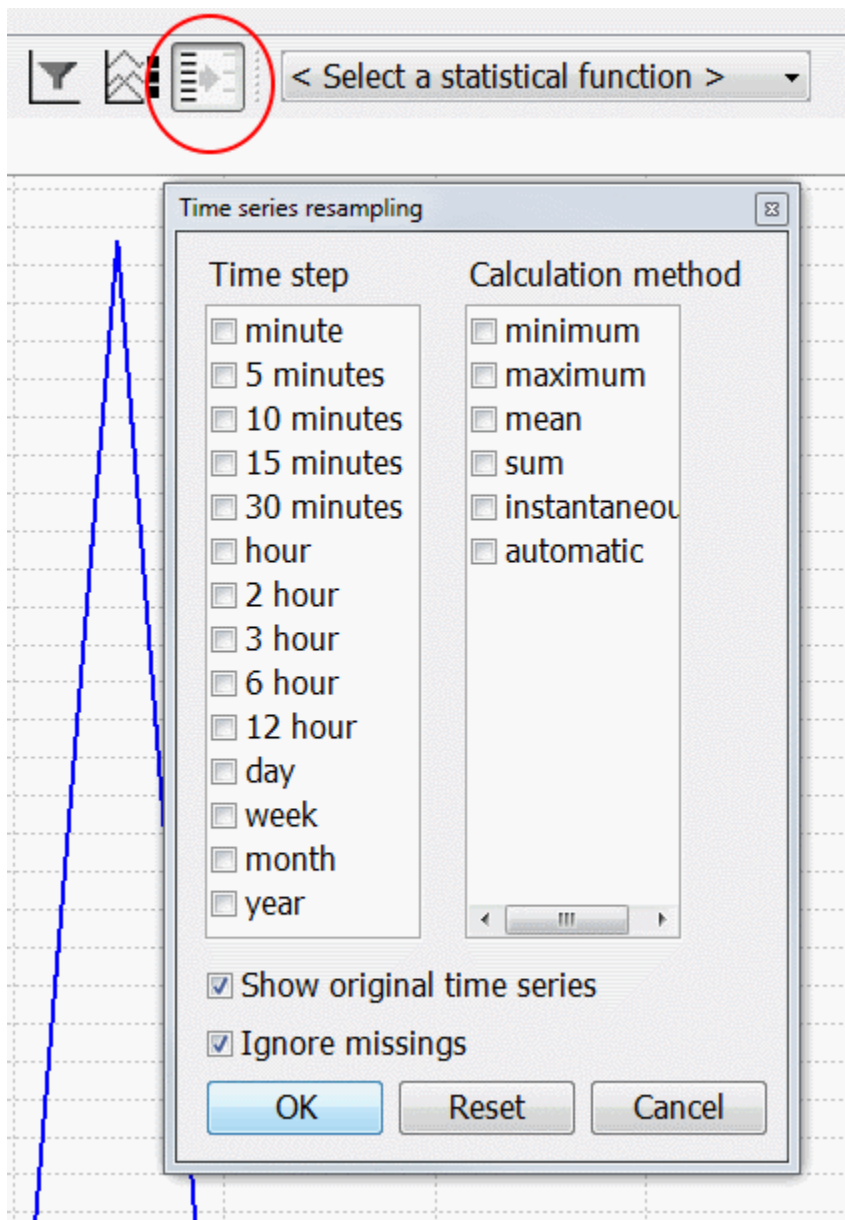 < Select a statistical function >
Time series resampling
Time step
minute
5 minutes
10 minutes
15 minutes
30 minutes
hour
2 hour
3 hour
6 hour
12 hour
day
week
month
year
Calculation method
minimum
maximum
mean
sum
instantaneou
automatic
Show original time series
Ignore missings
OK Reset Cancel